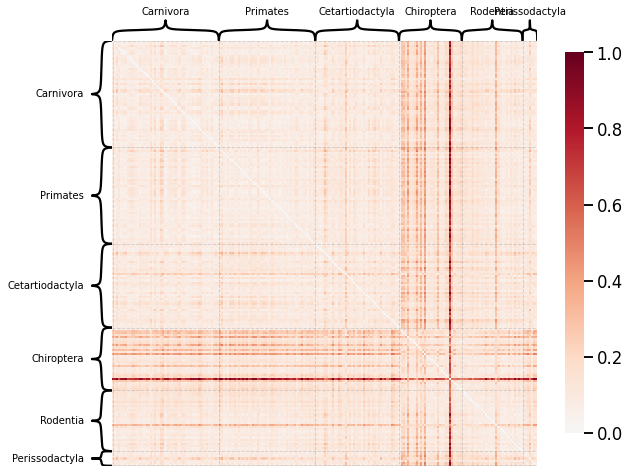 Carnivora Primates Cetartiodactyla Chiroptera Rodentia Perissodactyla
Carnivora
Primates
Cetartiodactyla
Chiroptera
Rodentia
Perissodactyla
1.0
0.8
0.6
0.4
0.2
0.0